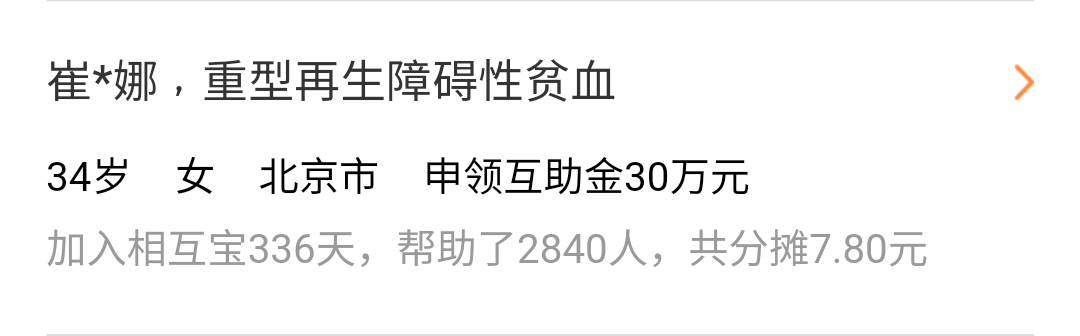 崔*娜，重型再生障碍性贫血
34岁 女 北京市 申领互助金30万元
加入相互宝336天，帮助了2840人，共分摊7.80元